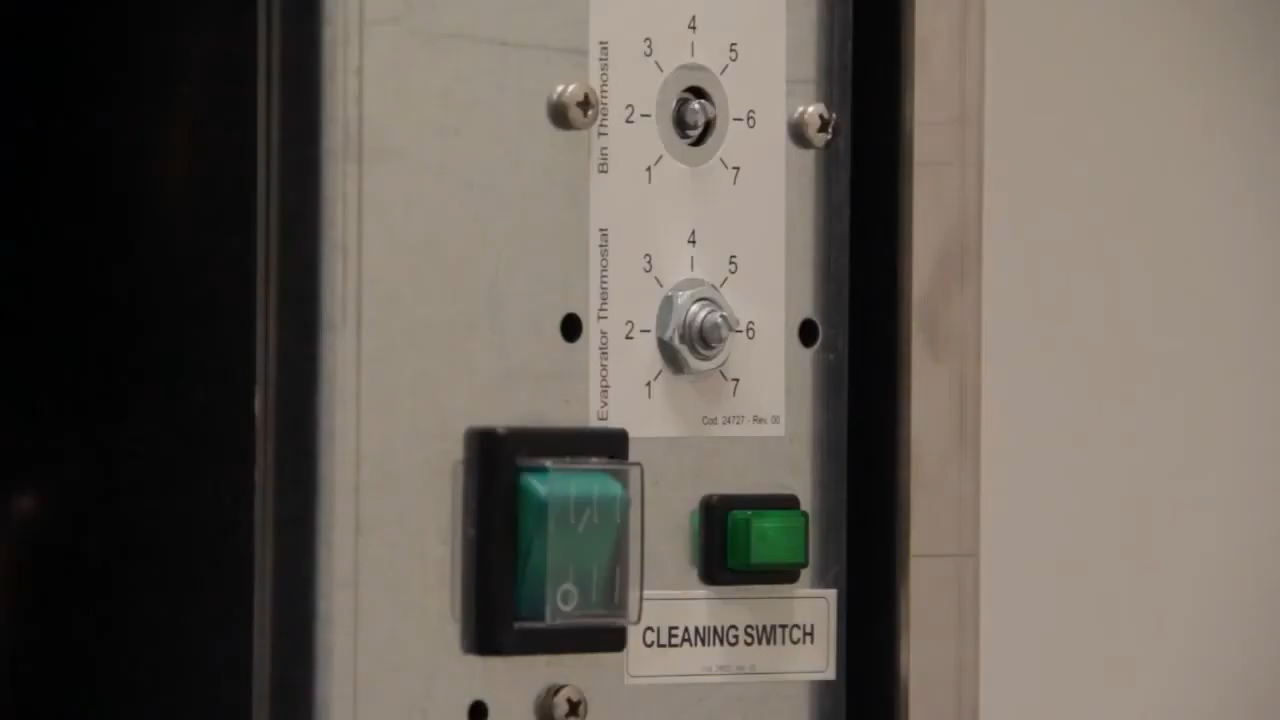 Bin Thermostat
1 2 3 4 5 6 7
Evaporator Thermostat
1 2 3 4 5 6 7
Cod. 24727 - Rev. 00
CLEANING SWITCH